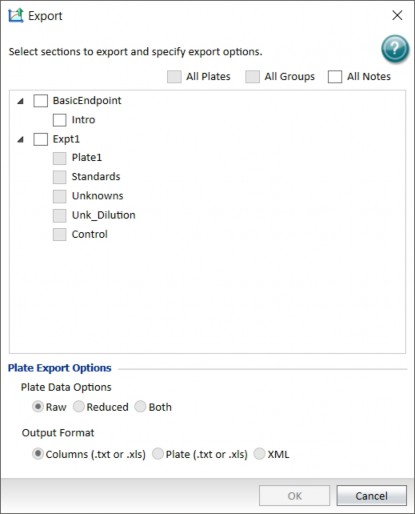 Export
Select sections to export and specify export options.
?
All Plates All Groups All Notes
BasicEndpoint
Intro
Expt1
Plate1
Standards
Unknowns
Unk_Dilution
Control
Plate Export Options
Plate Data Options
Raw Reduced Both
Output Format
Columns (.txt or .xls) Plate (.txt or .xls) XML
OK Cancel